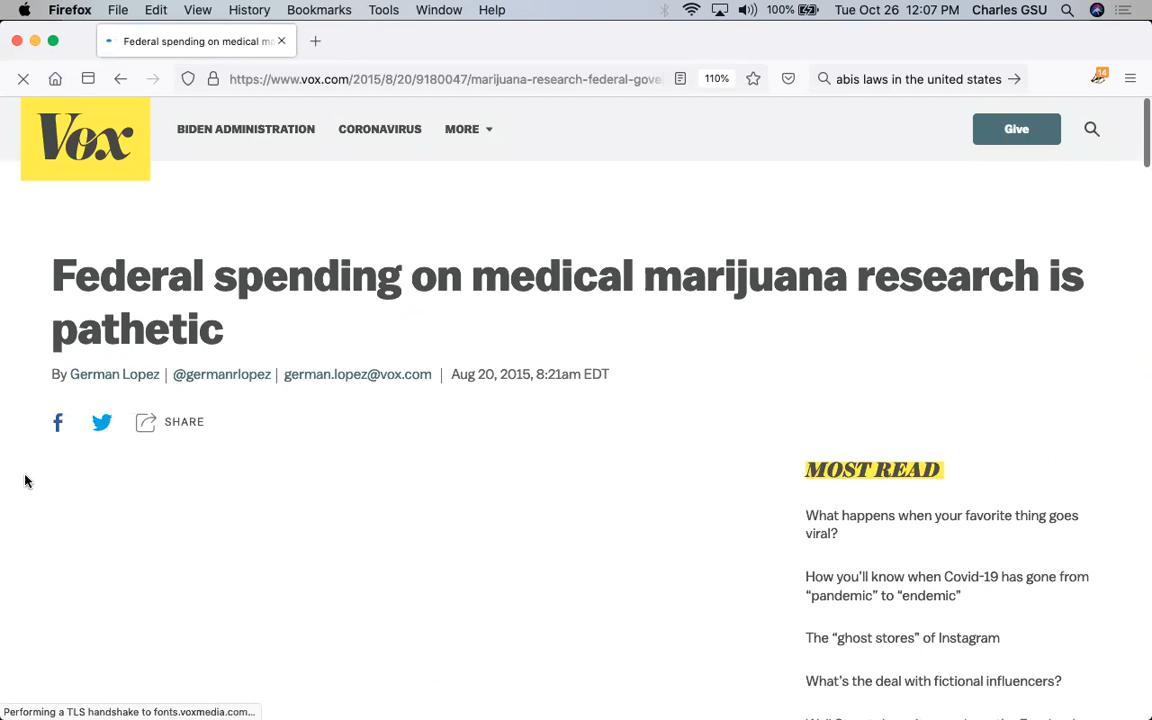 Firefox File Edit View History Bookmarks Tools Window Help 100% Tue Oct 26 12:07 PM Charles GSU
Federal spending on medical ma
https://www.vox.com/2015/8/20/9180047/marijuana-research-federal-gove 110% abis laws in the united states 14
Vox BIDEN ADMINISTRATION CORONAVIRUS MORE Give
Federal spending on medical marijuana research is
pathetic
By German Lopez | @germanrlopez | german.lopez@vox.com | Aug 20, 2015, 8:21am EDT
SHARE
MOST READ
What happens when your favorite thing goes
viral?
How you'll know when Covid-19 has gone from
“pandemic” to “endemic”
The “ghost stores” of Instagram
What's the deal with fictional influencers?
Performing a TLS handshake to fonts.voxmedia.com…